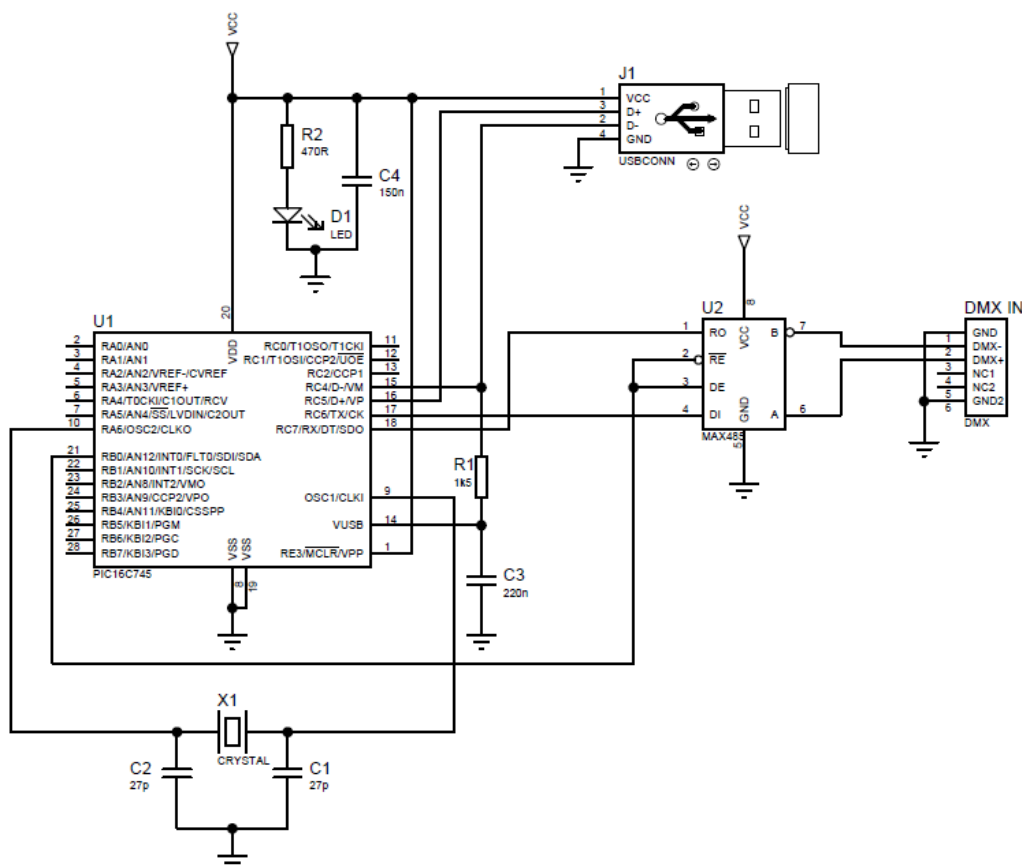 VCC
J1
1 VCC
3 D+
2 D-
4 GND
USBCONN
R2
470R
C4
150n
D1
LED
VCC
U1
20
VDD
2 RA0/AN0
3 RA1/AN1
4 RA2/AN2/VREF-/CVREF
5 RA3/AN3/VREF+
6 RA4/T0CKI/C1OUT/RCV
7 RA5/AN4/SS/LVDIN/C2OUT
10 RA6/OSC2/CLKO
21 RB0/AN12/INT0/FLT0/SDI/SDA
22 RB1/AN10/INT1/SCK/SCL
23 RB2/AN8/INT2/VMO
24 RB3/AN9/CCP2/VPO
25 RB4/AN11/KBI0/CSSPP
26 RB5/KBI1/PGM
27 RB6/KBI2/PGC
28 RB7/KBI3/PGD
RC0/T1OSO/T1CKI 11
RC1/T1OSI/CCP2/UOE 12
RC2/CCP1 13
RC4/D-/VM 15
RC5/D+/VP 16
RC6/TX/CK 17
RC7/RX/DT/SDO 18
OSC1/CLKI 9
VUSB 14
RE3/MCLR/VPP 1
VSS
VSS
8
19
PIC16C745
U2
8
VCC
1 RO
2 RE
3 DE
4 DI
B 7
A 6
GND
5
MAX485
DMX IN
GND
1 DMX-
2 DMX+
3 NC1
4 NC2
5 GND2
6
DMX
R1
1k5
C3
220n
X1
CRYSTAL
C2
27p
C1
27p